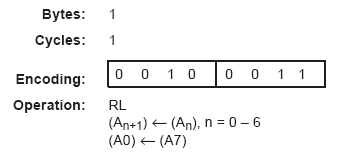 Bytes: 1
Cycles: 1
Encoding: 0 0 1 0 0 0 1 1
Operation: RL
(An+1) ← (An), n = 0 – 6
(A0) ← (A7)